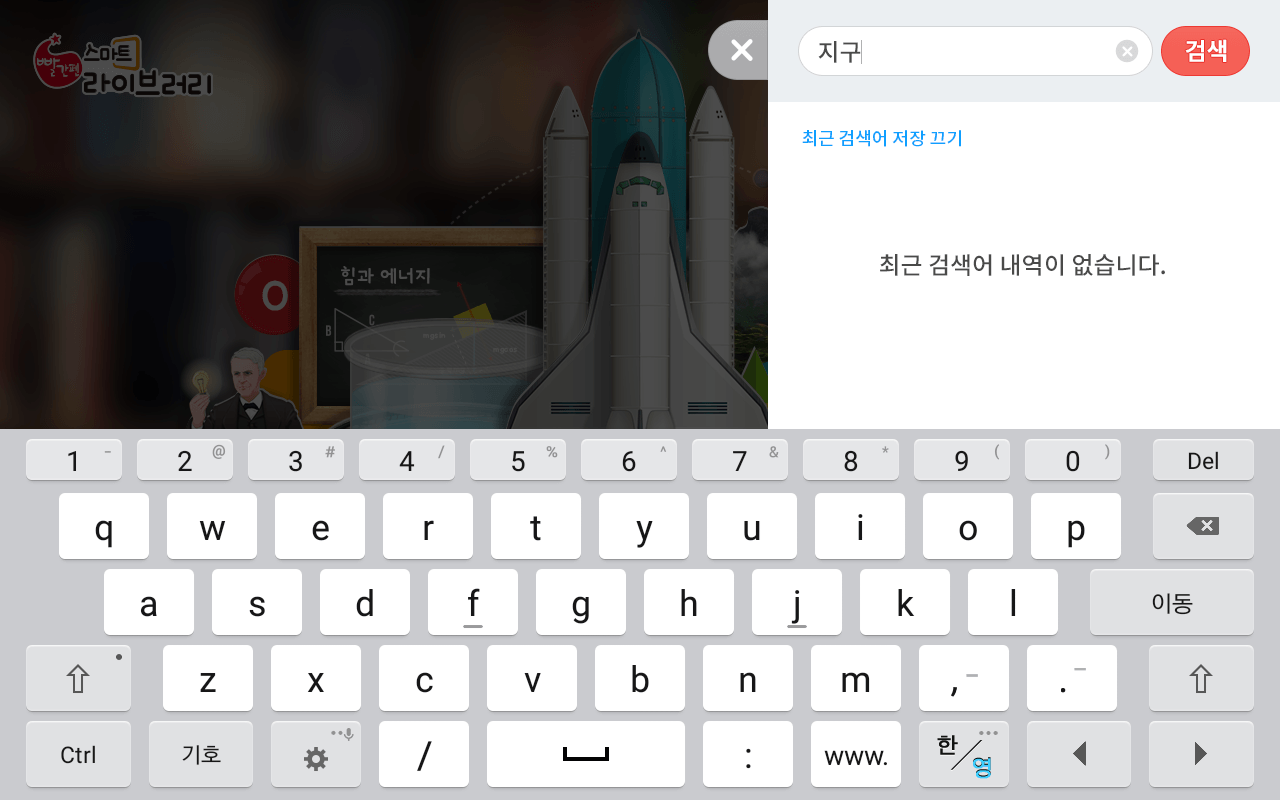 빨간펜
스마트
라이브러리
지구
검색
최근 검색어 저장 끄기
최근 검색어 내역이 없습니다.
힘과 에너지
B
C
O
1 - 2 @ 3 # 4 / 5 % 6 ^ 7 & 8 * 9 ( 0 ) Del
q w e r t y u i o p
a s d f g h j k l 이동
z x c v b n m , - . -
Ctrl 기호 / : www. 한/영